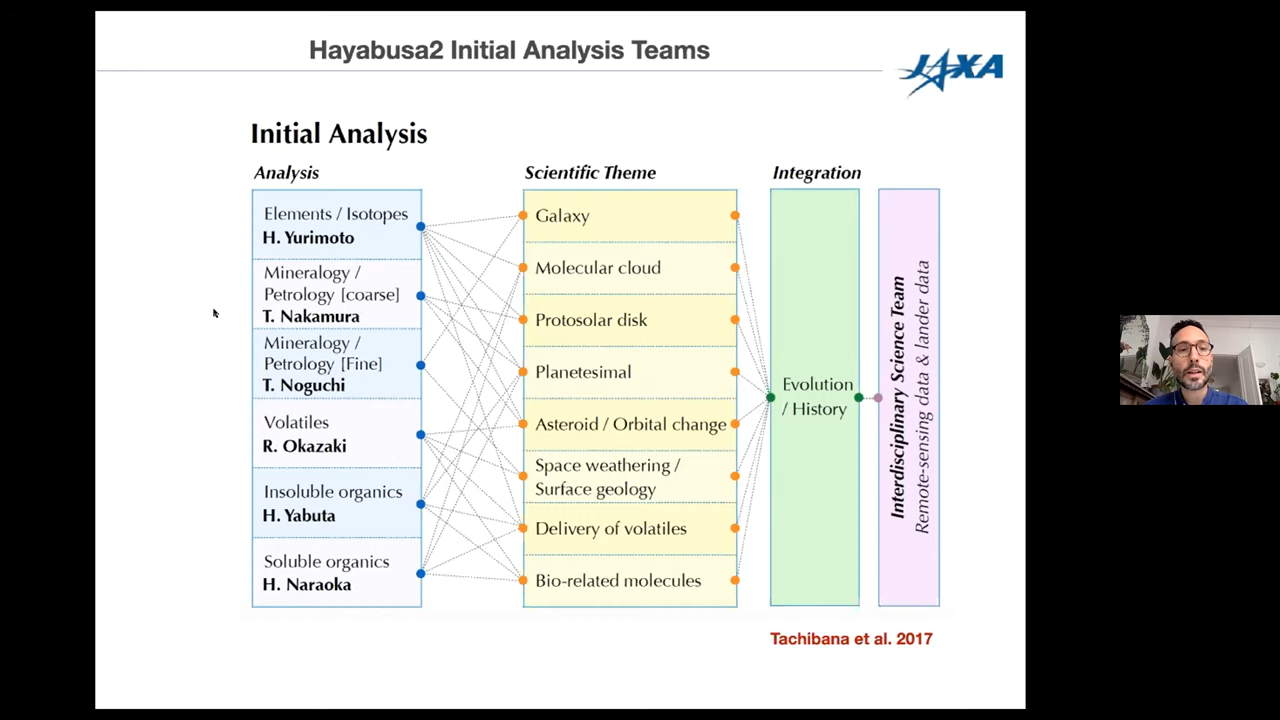 Hayabusa2 Initial Analysis Teams
JAXA
Initial Analysis
Analysis
Elements / Isotopes
H. Yurimoto
Mineralogy /
Petrology [coarse]
T. Nakamura
Mineralogy /
Petrology [Fine]
T. Noguchi
Volatiles
R. Okazaki
Insoluble organics
H. Yabuta
Soluble organics
H. Naraoka
Scientific Theme
Galaxy
Molecular cloud
Protosolar disk
Planetesimal
Asteroid / Orbital change
Space weathering /
Surface geology
Delivery of volatiles
Bio-related molecules
Integration
Evolution
/ History
Interdisciplinary Science Team
Remote-sensing data & lander data
Tachibana et al. 2017